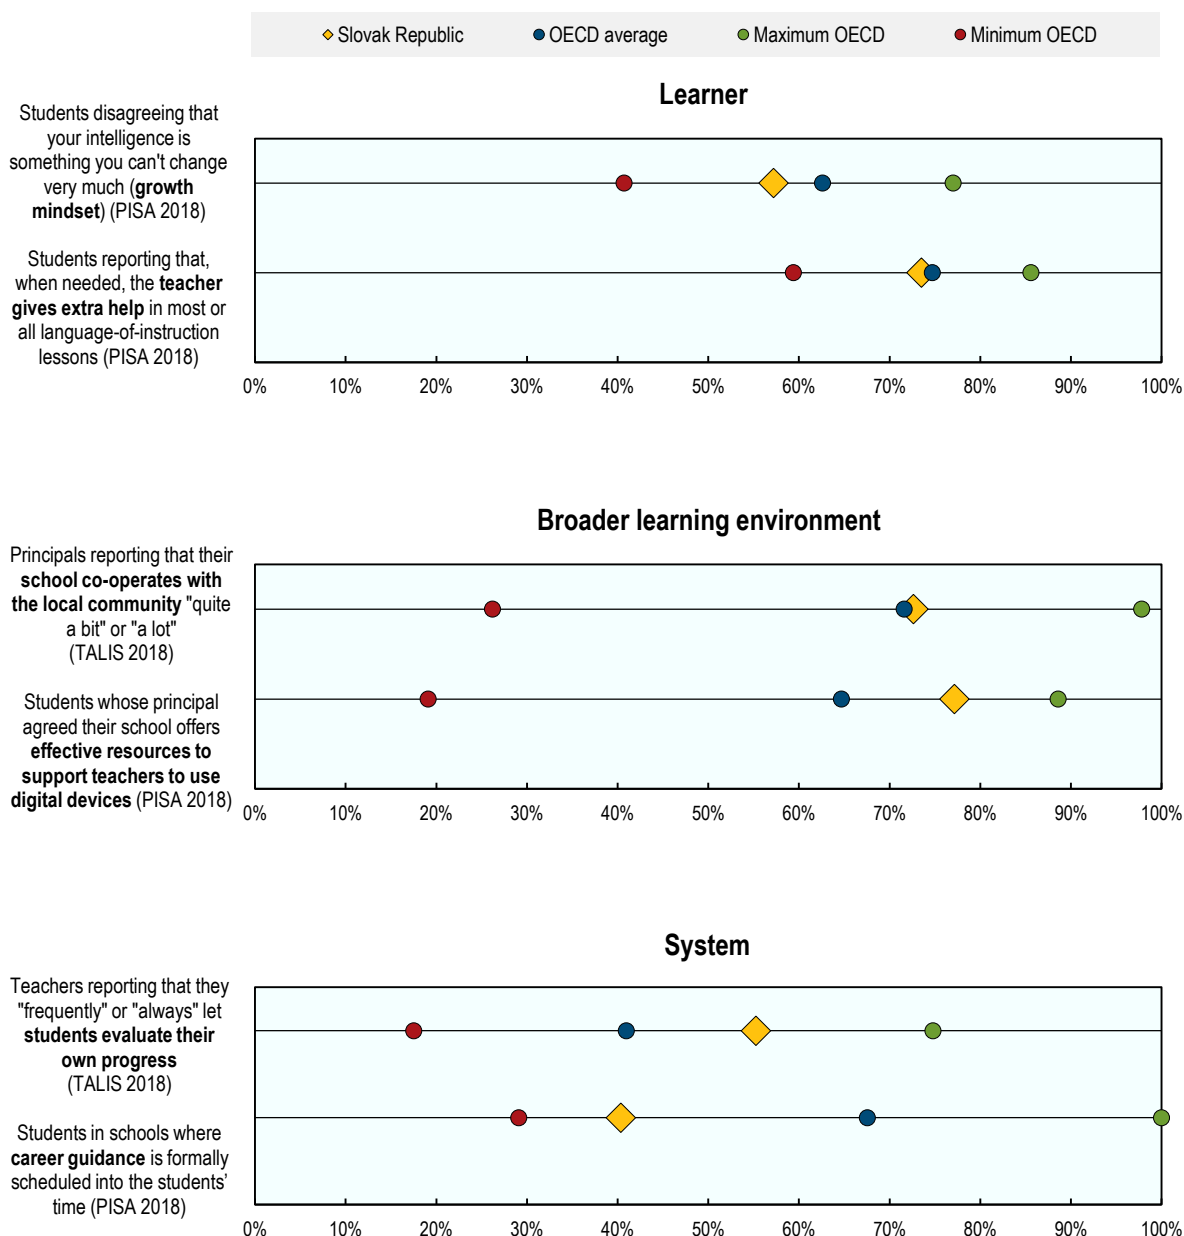 Slovak Republic OECD average Maximum OECD Minimum OECD
Learner
Students disagreeing that
your intelligence is
something you can't change
very much (growth
mindset) (PISA 2018)
Students reporting that,
when needed, the teacher
gives extra help in most or
all language-of-instruction
lessons (PISA 2018)
0% 10% 20% 30% 40% 50% 60% 70% 80% 90% 100%
Broader learning environment
Principals reporting that their
school co-operates with
the local community "quite
a bit" or "a lot"
(TALIS 2018)
Students whose principal
agreed their school offers
effective resources to
support teachers to use
digital devices (PISA 2018)
0% 10% 20% 30% 40% 50% 60% 70% 80% 90% 100%
System
Teachers reporting that they
"frequently" or "always" let
students evaluate their
own progress
(TALIS 2018)
Students in schools where
career guidance is formally
scheduled into the students’
time (PISA 2018)
0% 10% 20% 30% 40% 50% 60% 70% 80% 90% 100%